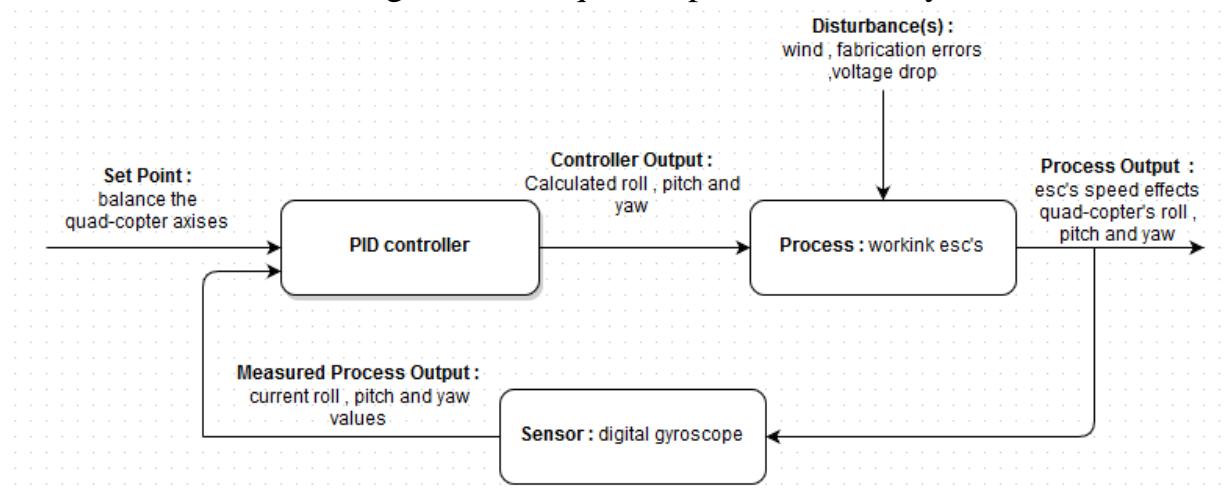 Disturbance(s) :
wind , fabrication errors
,voltage drop
Set Point :
balance the
quad-copter axises
Controller Output :
Calculated roll , pitch and
yaw
Process Output :
esc's speed effects
quad-copter's roll ,
pitch and yaw
PID controller
Process : workink esc's
Measured Process Output :
current roll , pitch and yaw
values
Sensor : digital gyroscope